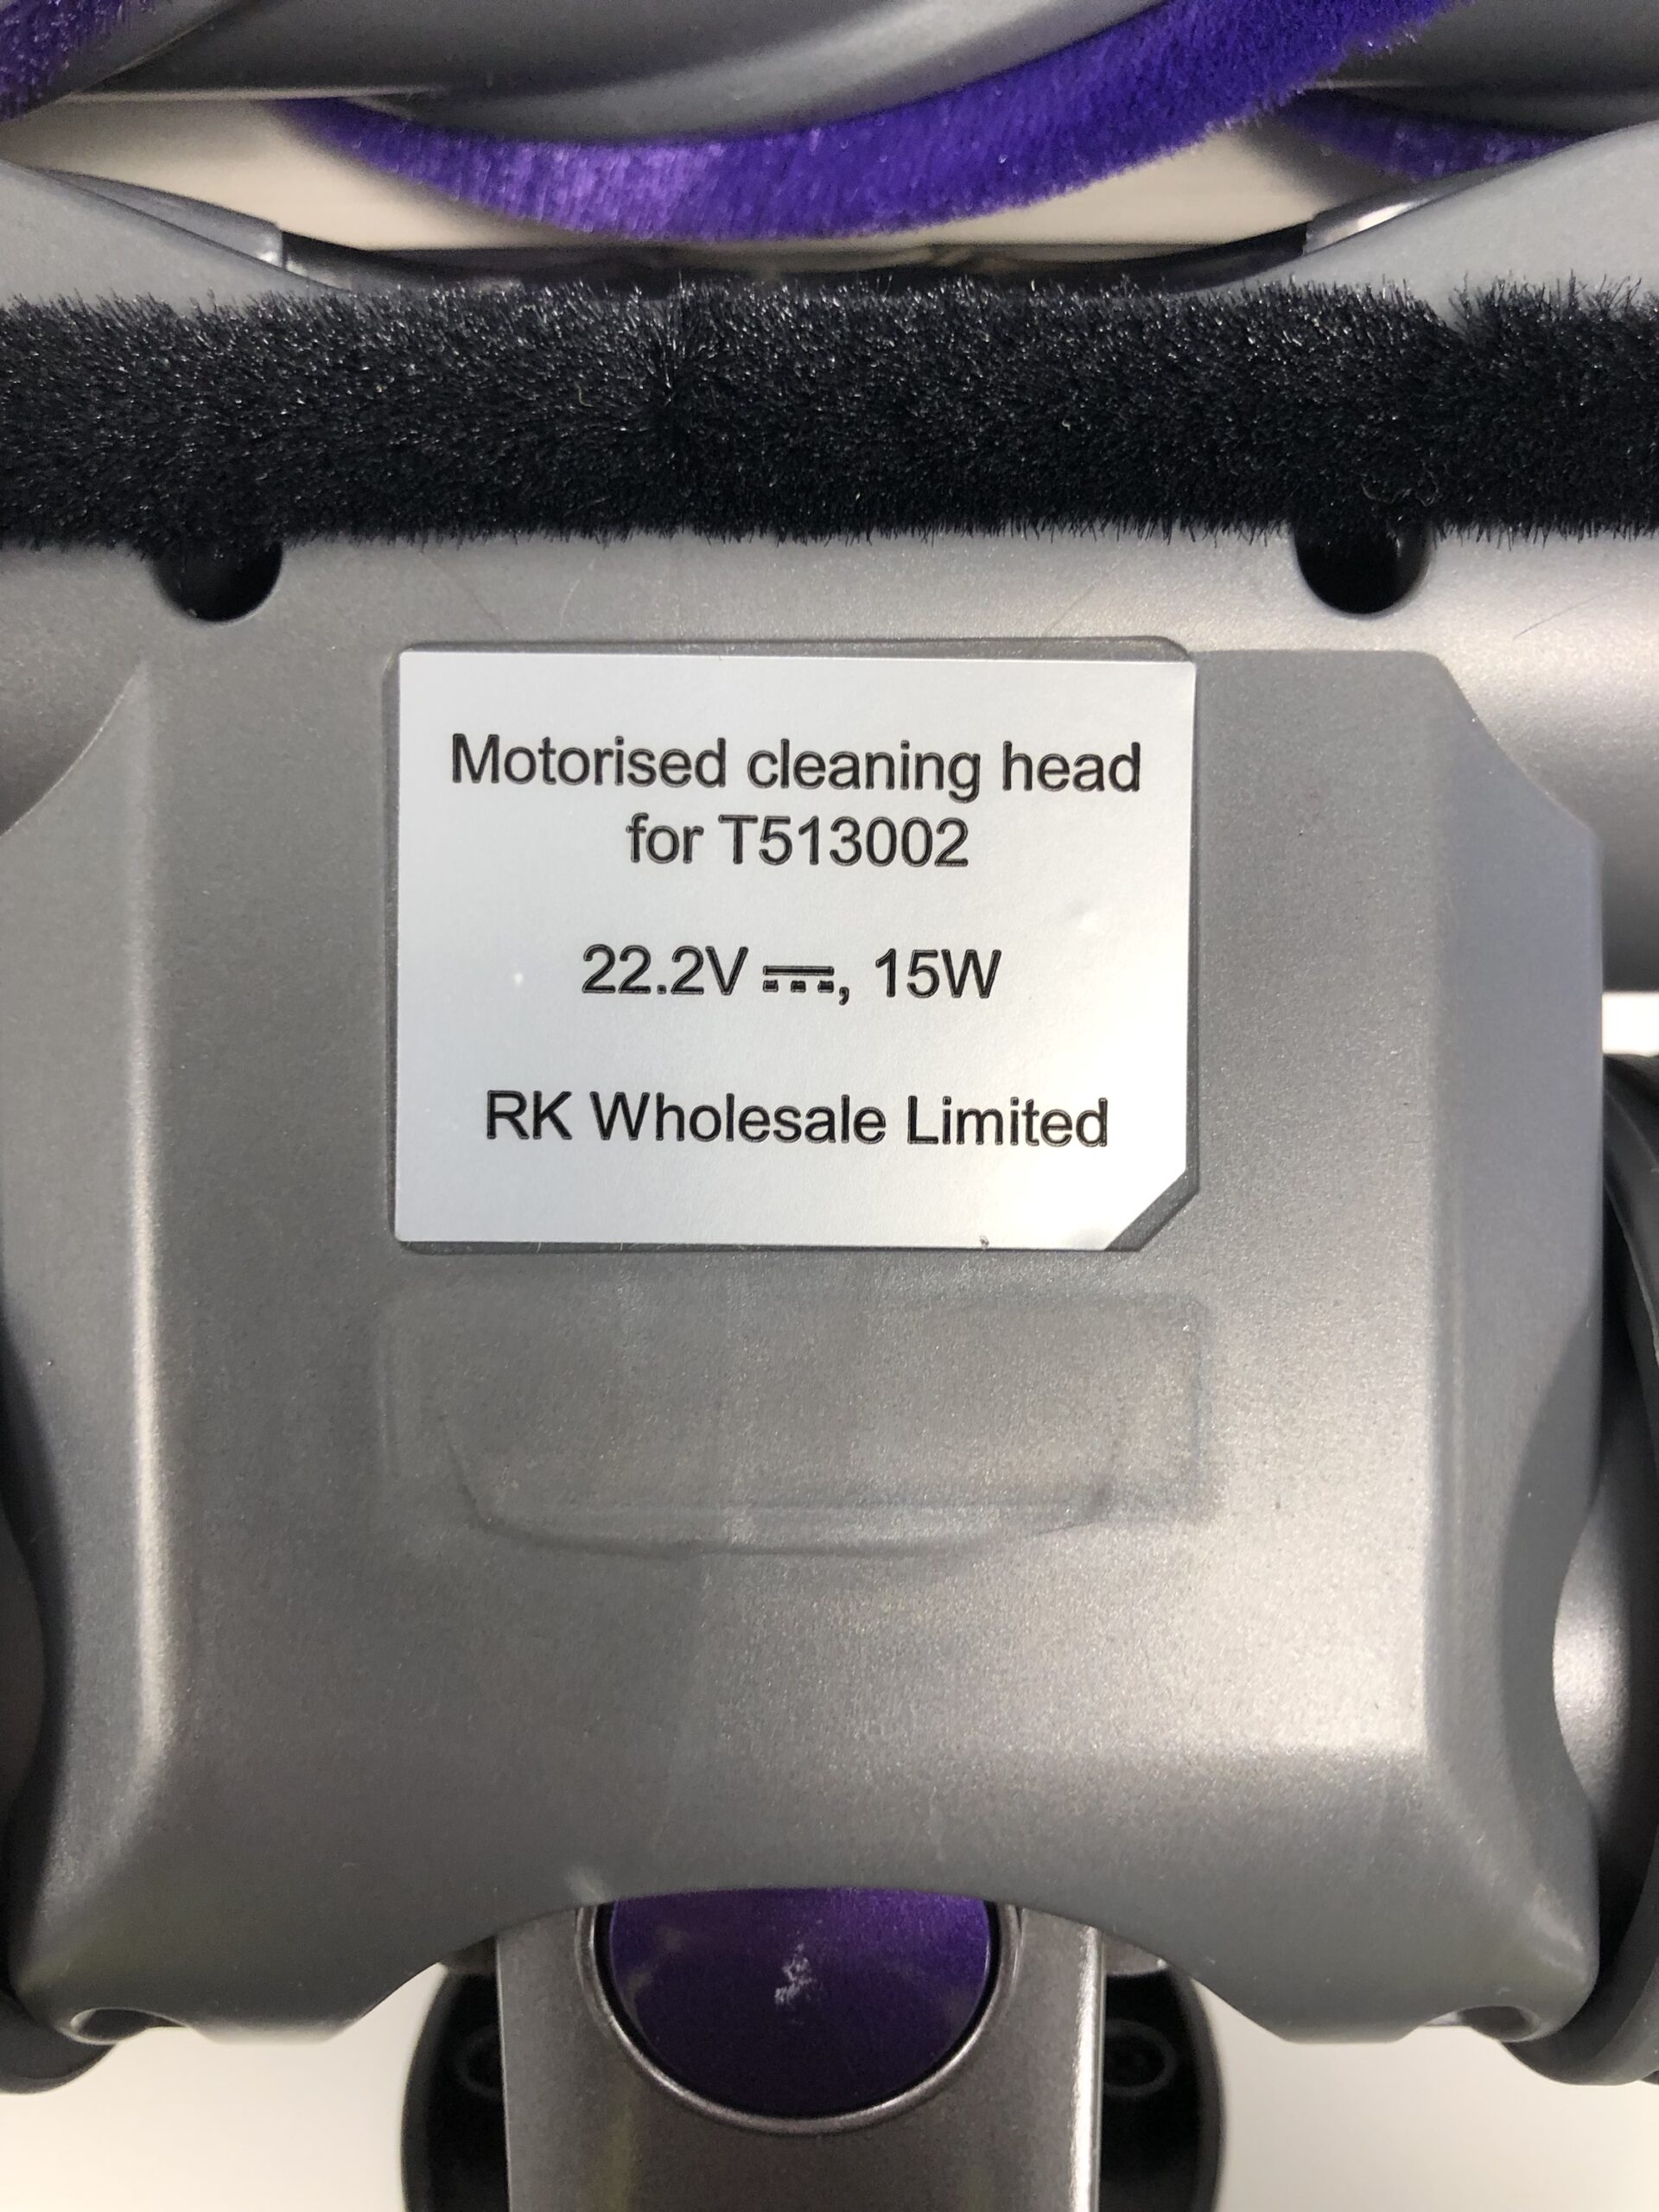 Motorised cleaning head
for T513002
22.2V ⎓, 15W
RK Wholesale Limited